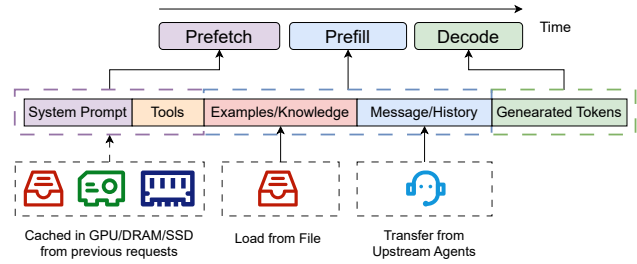 Time
Prefetch
Prefill
Decode
System Prompt
Tools
Examples/Knowledge
Message/History
Genearated Tokens
Cached in GPU/DRAM/SSD
from previous requests
Load from File
Transfer from
Upstream Agents